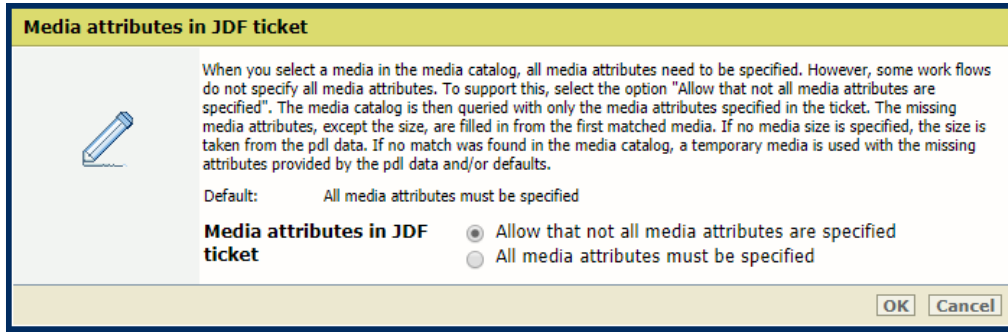 Media attributes in JDF ticket
When you select a media in the media catalog, all media attributes need to be specified. However, some work flows
do not specify all media attributes. To support this, select the option "Allow that not all media attributes are
specified". The media catalog is then queried with only the media attributes specified in the ticket. The missing
media attributes, except the size, are filled in from the first matched media. If no media size is specified, the size is
taken from the pdl data. If no match was found in the media catalog, a temporary media is used with the missing
attributes provided by the pdl data and/or defaults.
Default: All media attributes must be specified
Media attributes in JDF Allow that not all media attributes are specified
ticket All media attributes must be specified
OK Cancel